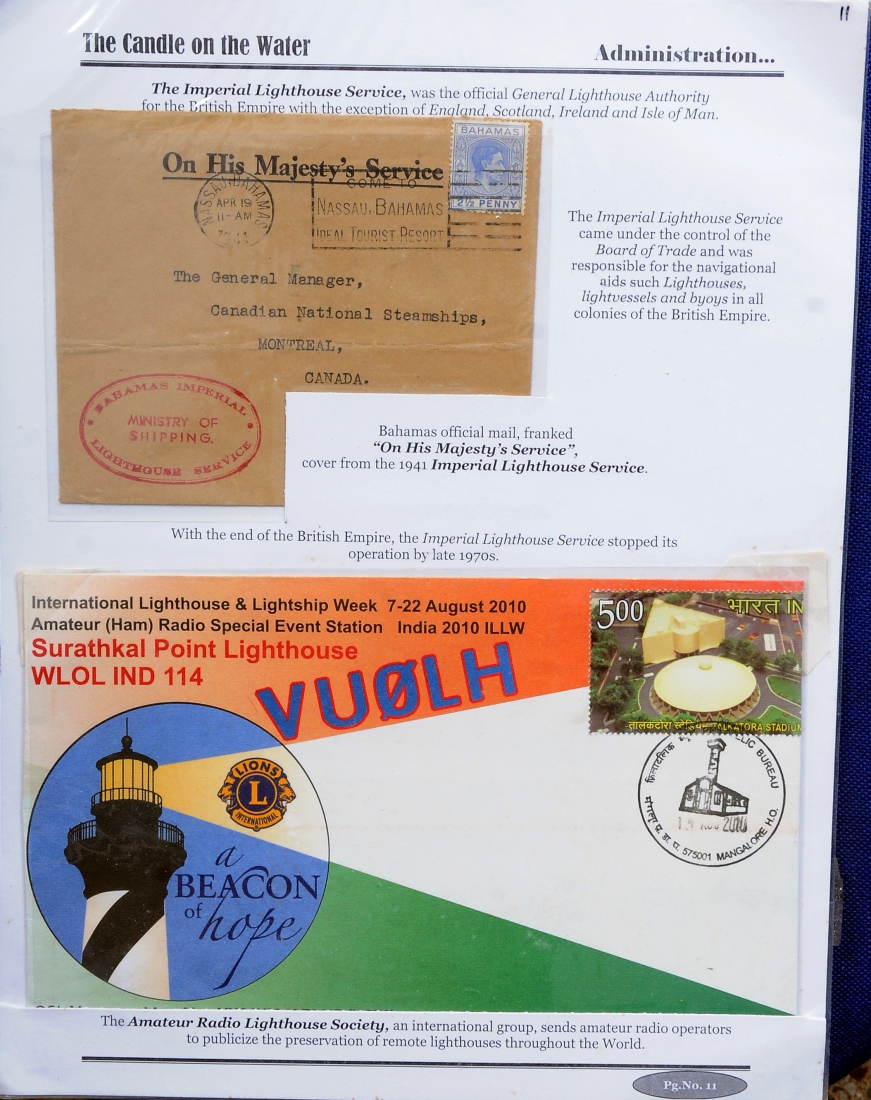 11
The Candle on the Water
Administration...
The Imperial Lighthouse Service, was the official General Lighthouse Authority
for the British Empire with the exception of England, Scotland, Ireland and Isle of Man.
On His Majesty's Service
BAHAMAS
2½ PENNY
NASSAU, BAHAMAS
APR 19
11-AM
COME TO
NASSAU, BAHAMAS
IDEAL TOURIST RESORT
The General Manager,
Canadian National Steamships,
MONTREAL,
CANADA.
BAHAMAS IMPERIAL
MINISTRY OF
SHIPPING.
LIGHTHOUSE SERVICE
The Imperial Lighthouse Service
came under the control of the
Board of Trade and was
responsible for the navigational
aids such Lighthouses,
lightvessels and byoys in all
colonies of the British Empire.
Bahamas official mail, franked
"On His Majesty's Service",
cover from the 1941 Imperial Lighthouse Service.
With the end of the British Empire, the Imperial Lighthouse Service stopped its
operation by late 1970s.
International Lighthouse & Lightship Week 7-22 August 2010
Amateur (Ham) Radio Special Event Station India 2010 ILLW
Surathkal Point Lighthouse
WLOL IND 114
VUØLH
500
भारत IN
तालकटोरा स्टेडियम TALKATORA STADIUM
BUREAU
2010
575001 MANGALORE H.O.
LIONS
L
INTERNATIONAL
a
BEACON
of
hope
The Amateur Radio Lighthouse Society, an international group, sends amateur radio operators
to publicize the preservation of remote lighthouses throughout the World.
Pg.No. 11